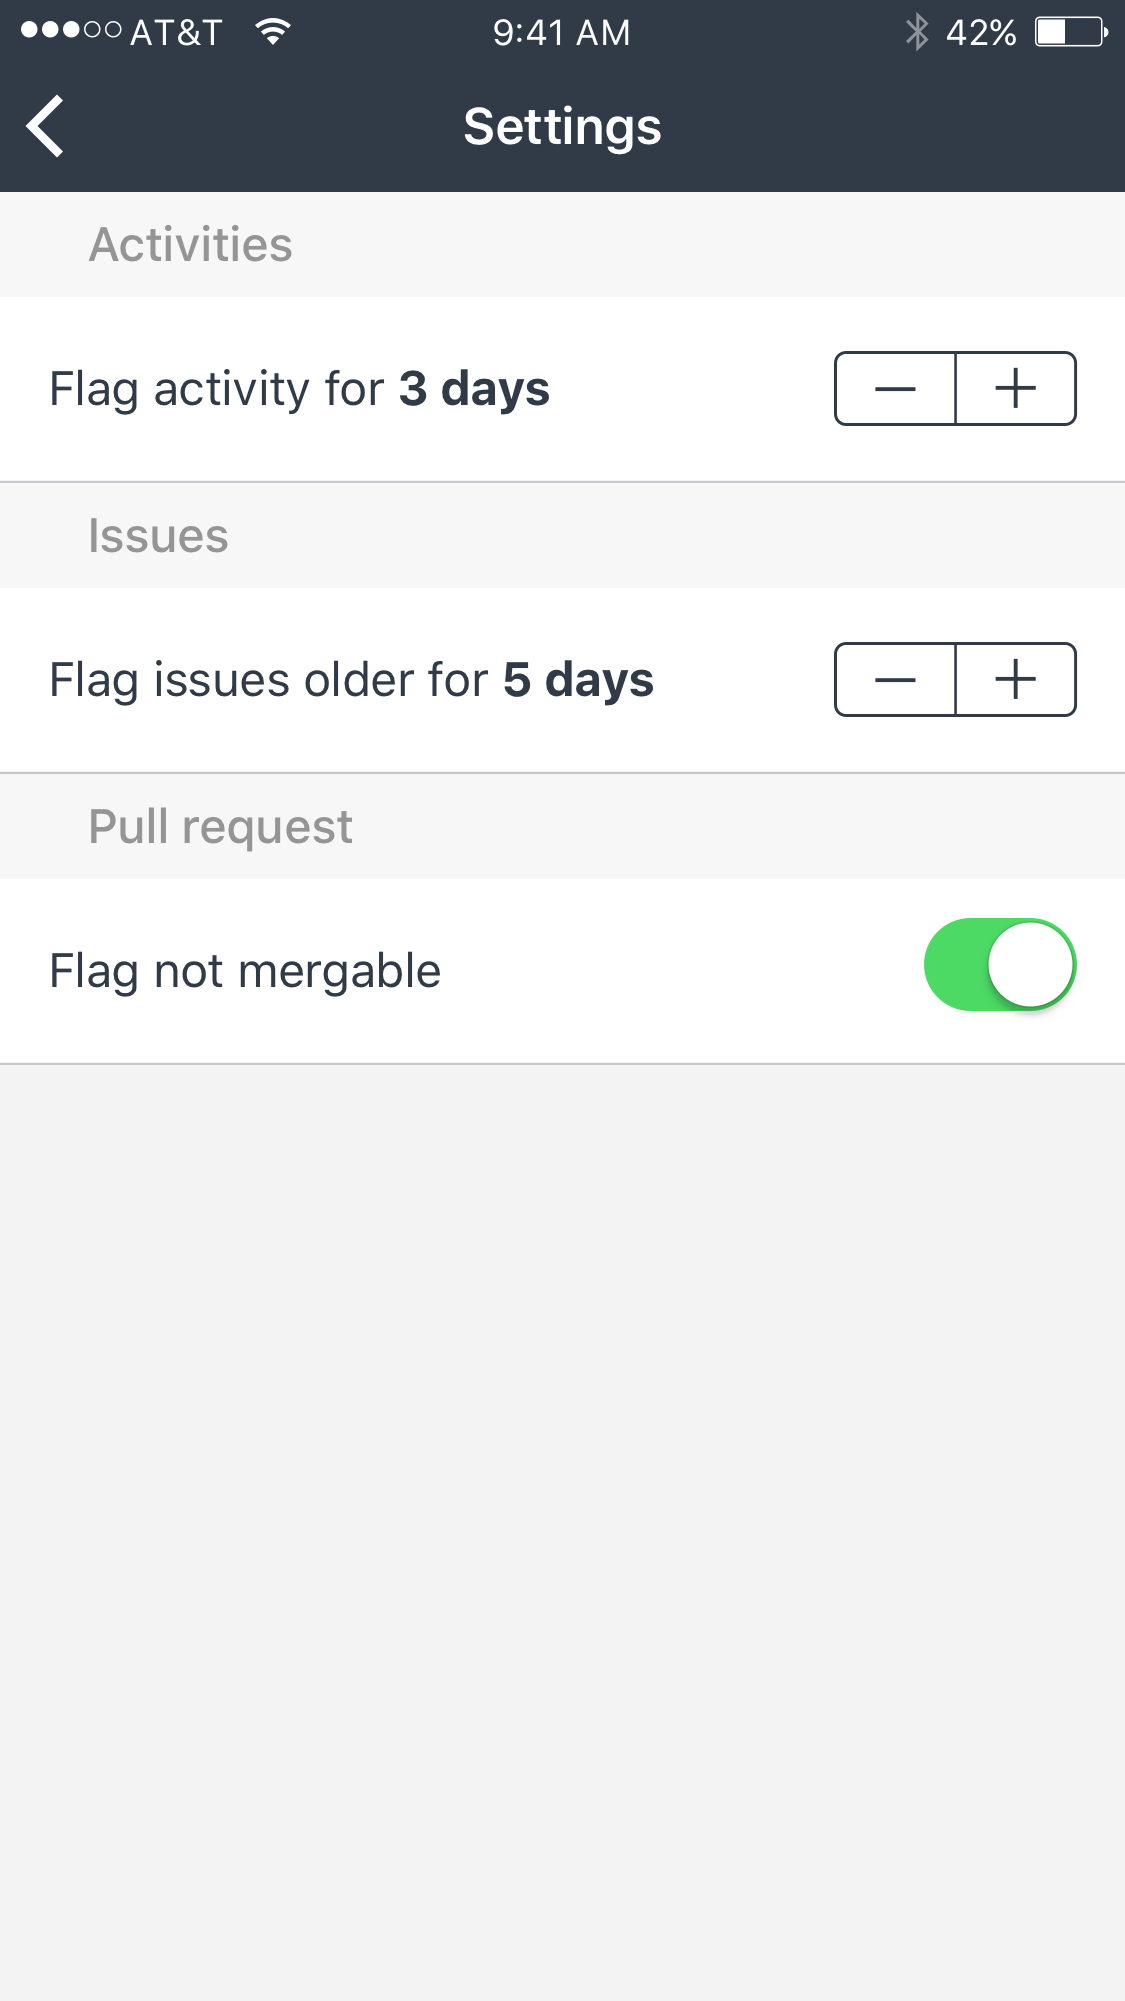 AT&T 9:41 AM 42%
Settings
Activities
Flag activity for 3 days
Issues
Flag issues older for 5 days
Pull request
Flag not mergable